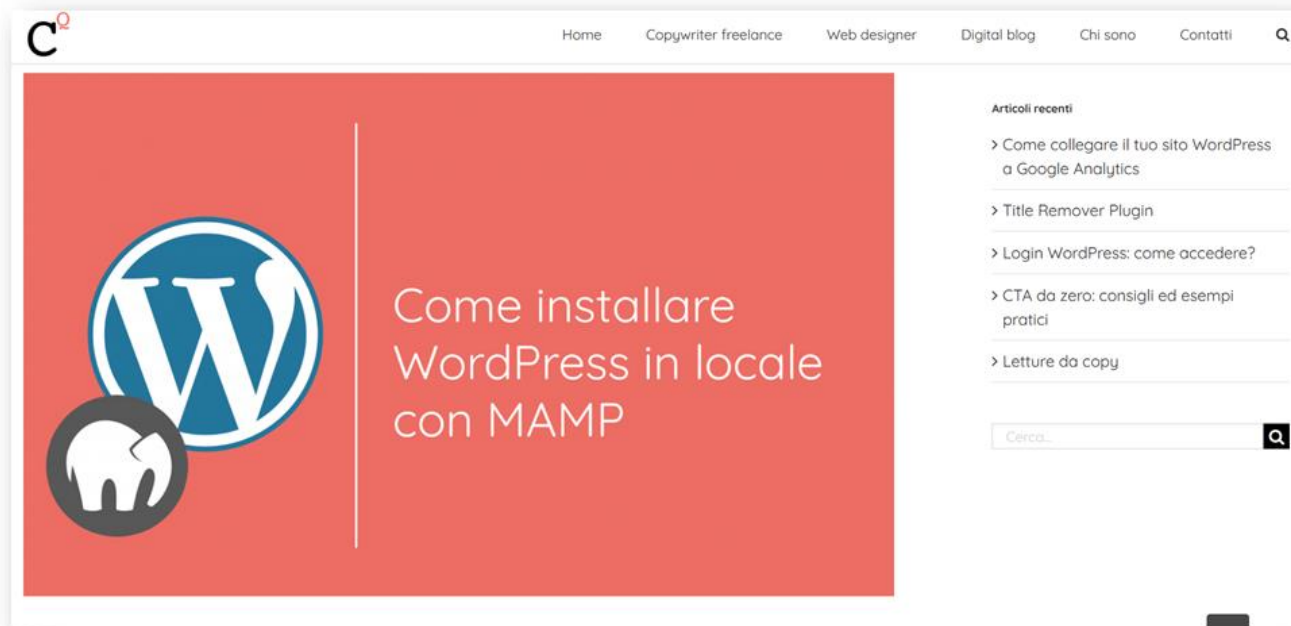 CQ
Home Copywriter freelance Web designer Digital blog Chi sono Contatti
Come installare
WordPress in locale
con MAMP
Articoli recenti
> Come collegare il tuo sito WordPress
a Google Analytics
> Title Remover Plugin
> Login WordPress: come accedere?
> CTA da zero: consigli ed esempi
pratici
> Letture da copy
Cerca...